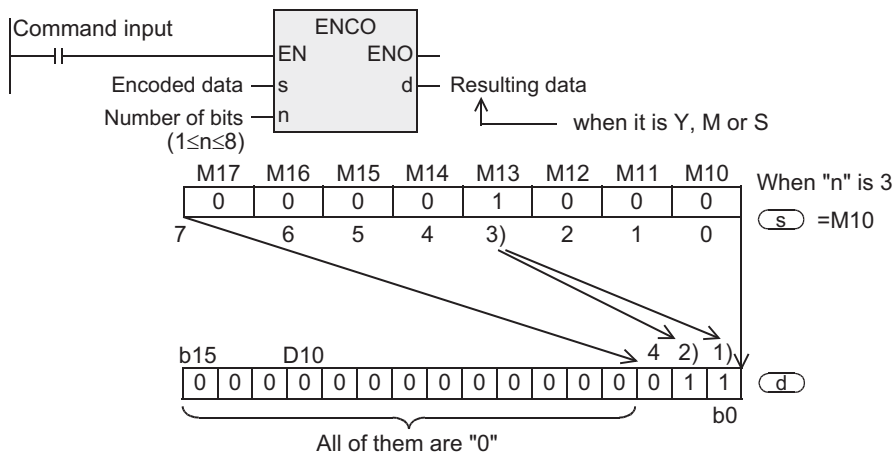 Command input
ENCO
EN ENO
Encoded data s d Resulting data
Number of bits n
(1≤n≤8)
when it is Y, M or S
M17 M16 M15 M14 M13 M12 M11 M10
When "n" is 3
0 0 0 0 1 0 0 0
s =M10
7 6 5 4 3) 2 1 0
4 2) 1)
b15 D10
0 0 0 0 0 0 0 0 0 0 0 0 0 0 1 1 d
b0
All of them are "0"